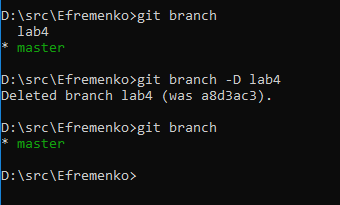 D:\src\Efremenko>git branch
  lab4
* master

D:\src\Efremenko>git branch -D lab4
Deleted branch lab4 (was a8d3ac3).

D:\src\Efremenko>git branch
* master

D:\src\Efremenko>